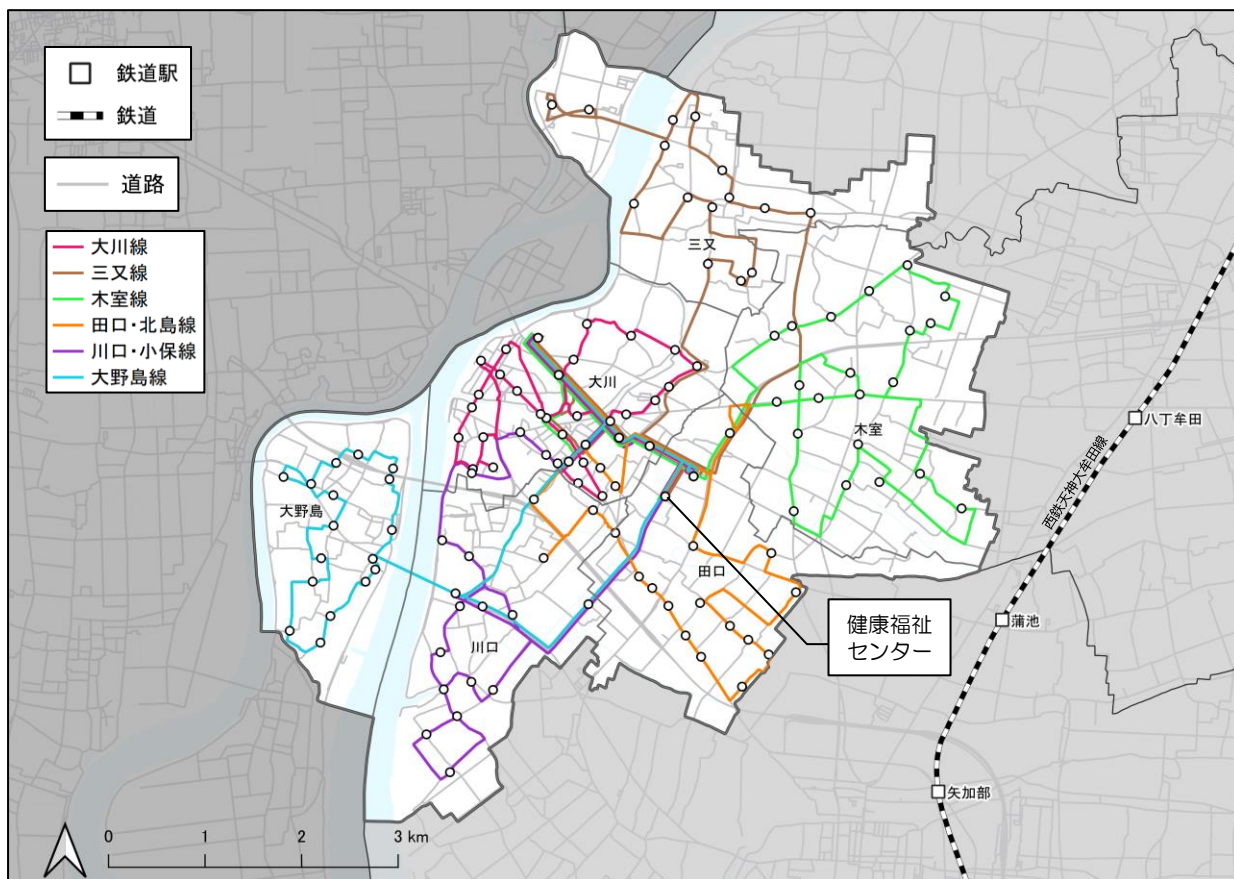 鉄道駅
鉄道
道路
大川線
三又線
木室線
田口・北島線
川口・小保線
大野島線
三又
大川
木室
八丁牟田
西鉄天神大牟田線
大野島
田口
川口
健康福祉
センター
蒲池
矢加部
0 1 2 3 km